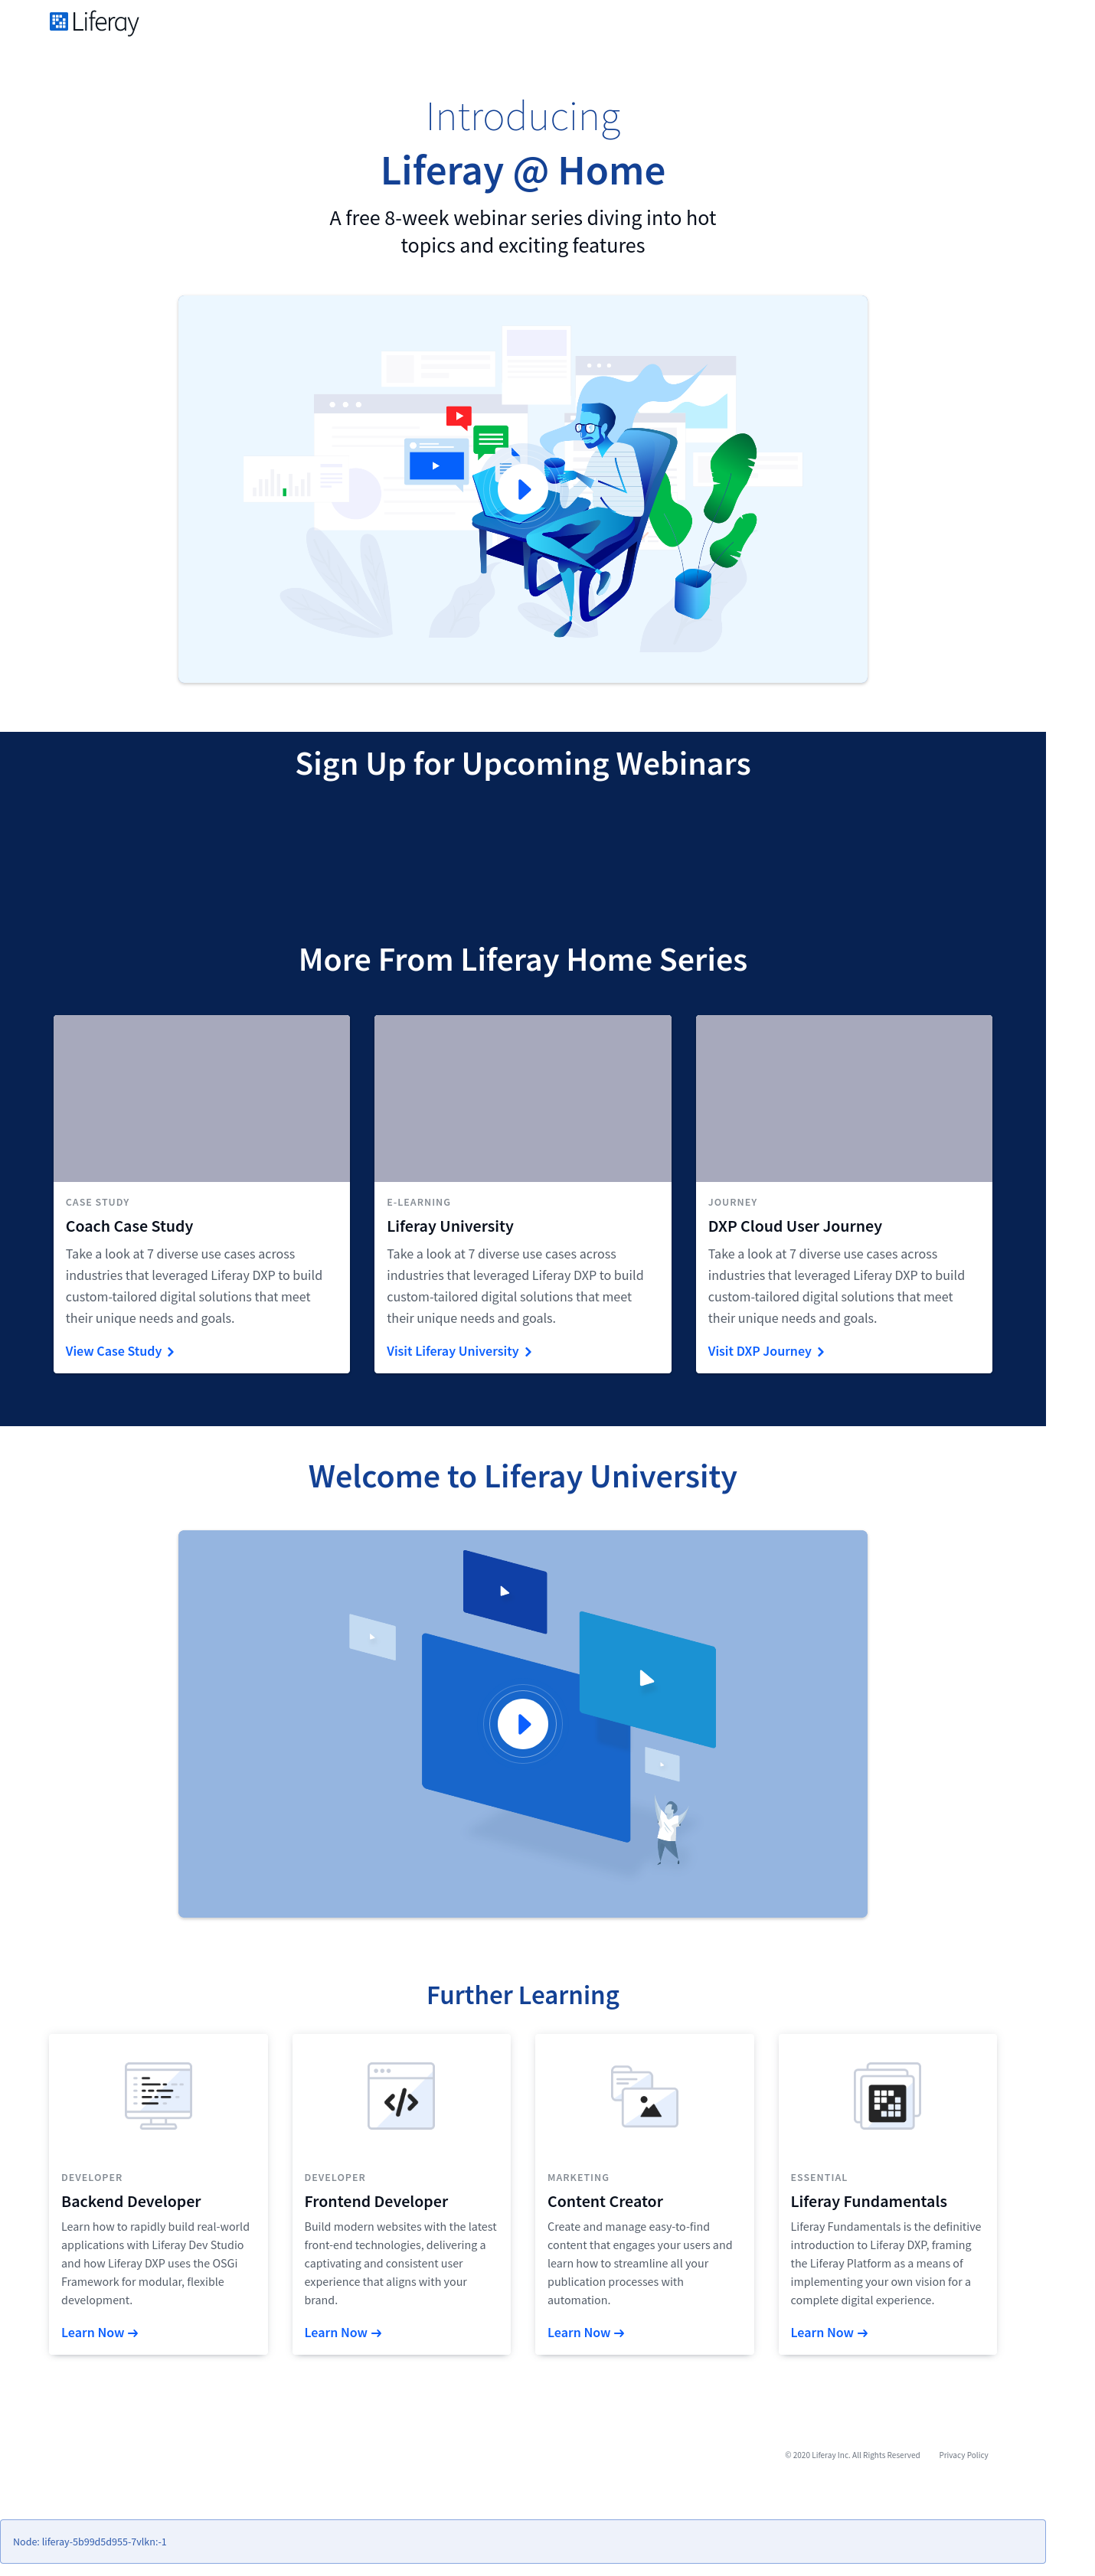 Liferay
Introducing
Liferay @ Home
A free 8-week webinar series diving into hot
topics and exciting features
Sign Up for Upcoming Webinars
More From Liferay Home Series
CASE STUDY
Coach Case Study
Take a look at 7 diverse use cases across
industries that leveraged Liferay DXP to build
custom-tailored digital solutions that meet
their unique needs and goals.
View Case Study
E-LEARNING
Liferay University
Take a look at 7 diverse use cases across
industries that leveraged Liferay DXP to build
custom-tailored digital solutions that meet
their unique needs and goals.
Visit Liferay University
JOURNEY
DXP Cloud User Journey
Take a look at 7 diverse use cases across
industries that leveraged Liferay DXP to build
custom-tailored digital solutions that meet
their unique needs and goals.
Visit DXP Journey
Welcome to Liferay University
Further Learning
DEVELOPER
Backend Developer
Learn how to rapidly build real-world
applications with Liferay Dev Studio
and how Liferay DXP uses the OSGi
Framework for modular, flexible
development.
Learn Now →
DEVELOPER
Frontend Developer
Build modern websites with the latest
front-end technologies, delivering a
captivating and consistent user
experience that aligns with your
brand.
Learn Now →
MARKETING
Content Creator
Create and manage easy-to-find
content that engages your users and
learn how to streamline all your
publication processes with
automation.
Learn Now →
ESSENTIAL
Liferay Fundamentals
Liferay Fundamentals is the definitive
introduction to Liferay DXP, framing
the Liferay Platform as a means of
implementing your own vision for a
complete digital experience.
Learn Now →
© 2020 Liferay Inc. All Rights Reserved Privacy Policy
Node: liferay-5b99d5d955-7vlkn:-1